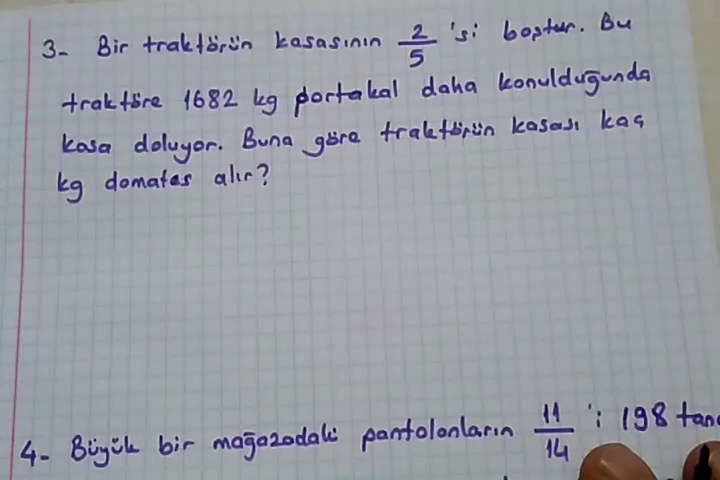 3- Bir traktörün kasasının 2/5 'si boştur. Bu
traktöre 1682 kg portakal daha konulduğunda
kasa doluyor. Buna göre traktörün kasası kaç
kg domates alır?
4- Büyük bir mağazadaki pantolonların 11/14 'i 198 tane